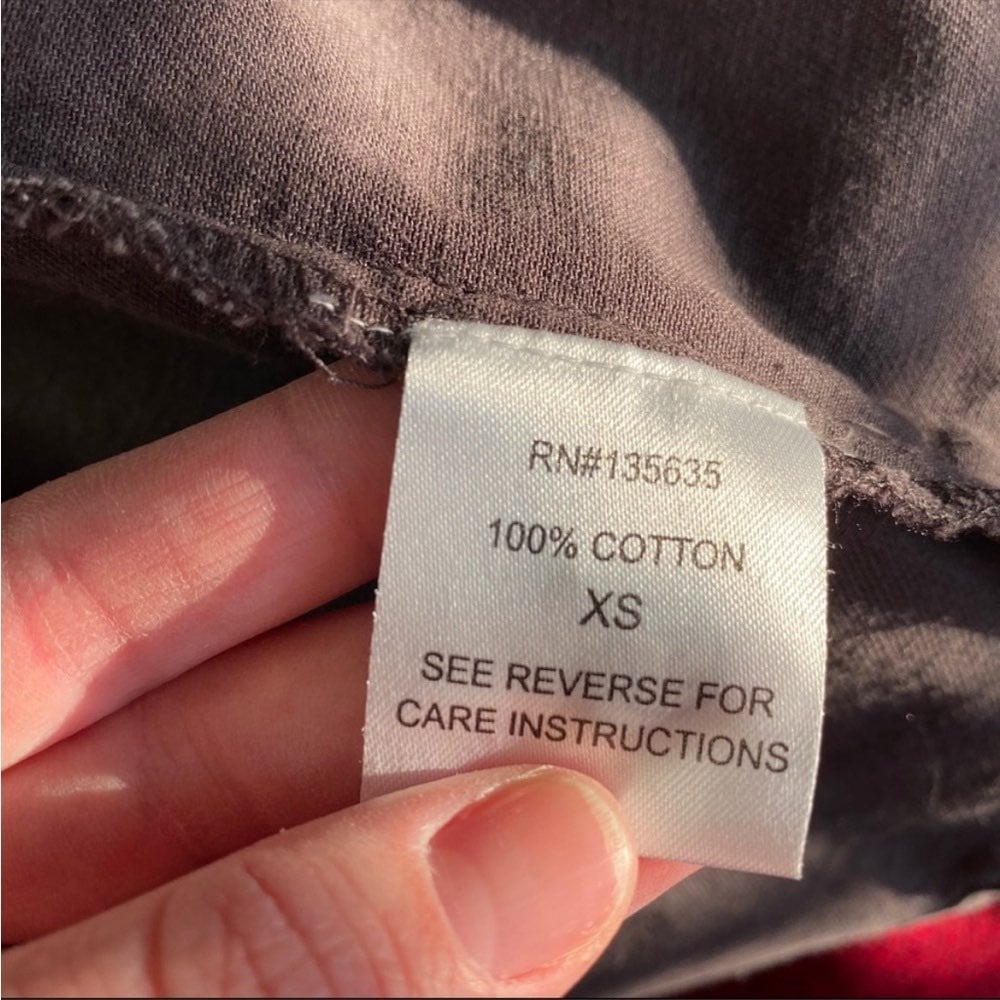 RN#135635
100% COTTON
XS
SEE REVERSE FOR
CARE INSTRUCTIONS